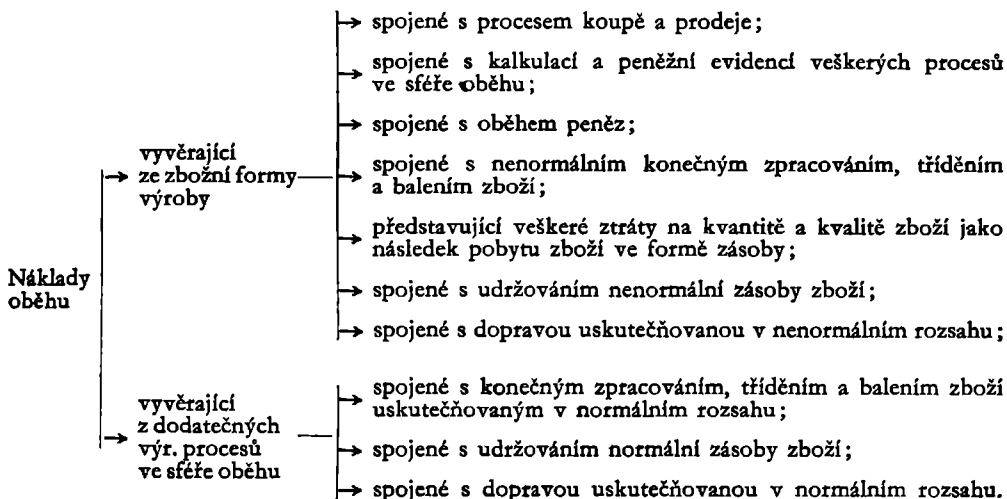 Náklady
oběhu
vyvěrající
ze zbožní formy
výroby
spojené s procesem koupě a prodeje;
spojené s kalkulací a peněžní evidencí veškerých procesů
ve sféře oběhu;
spojené s oběhem peněz;
spojené s nenormálním konečným zpracováním, tříděním
a balením zboží;
představující veškeré ztráty na kvantitě a kvalitě zboží jako
následek pobytu zboží ve formě zásoby;
spojené s udržováním nenormální zásoby zboží;
spojené s dopravou uskutečňovanou v nenormálním rozsahu;
vyvěrající
z dodatečných
výr. procesů
ve sféře oběhu
spojené s konečným zpracováním, tříděním a balením zboží
uskutečňovaným v normálním rozsahu;
spojené s udržováním normální zásoby zboží;
spojené s dopravou uskutečňovanou v normálním rozsahu.